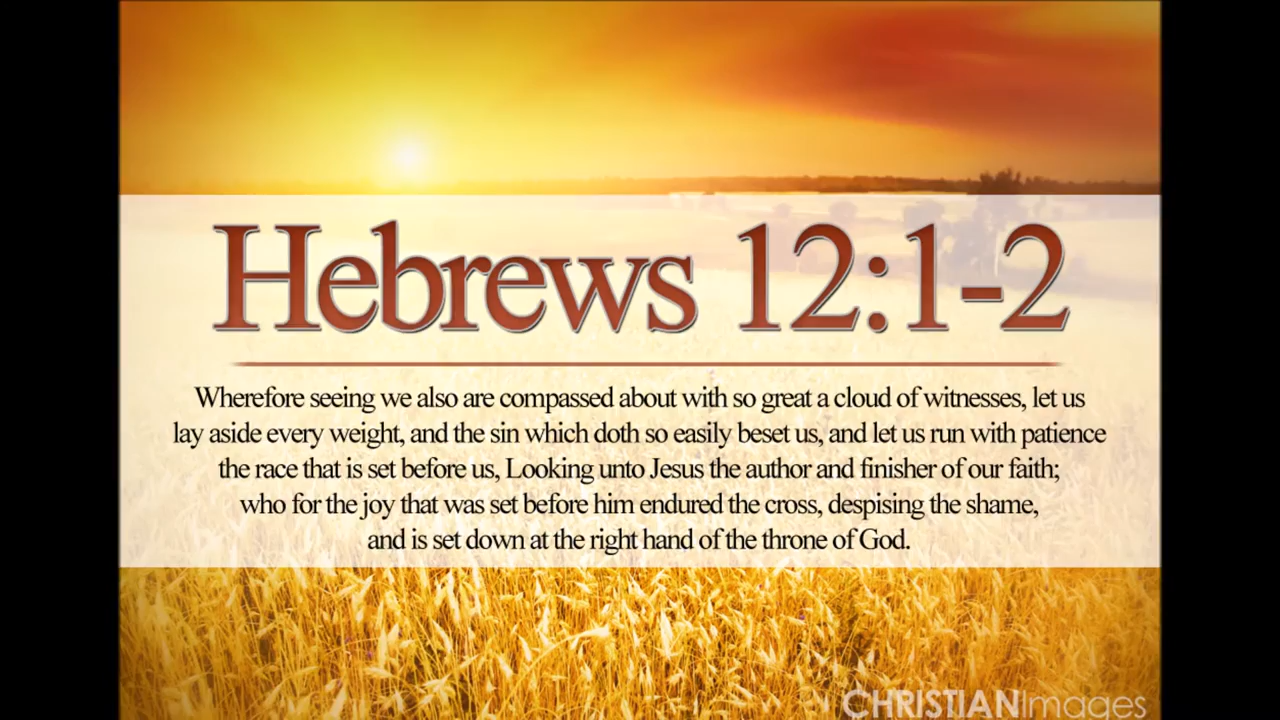 Hebrews 12:1-2
Wherefore seeing we also are compassed about with so great a cloud of witnesses, let us
lay aside every weight, and the sin which doth so easily beset us, and let us run with patience
the race that is set before us, Looking unto Jesus the author and finisher of our faith;
who for the joy that was set before him endured the cross, despising the shame,
and is set down at the right hand of the throne of God.
CHRISTIANImages